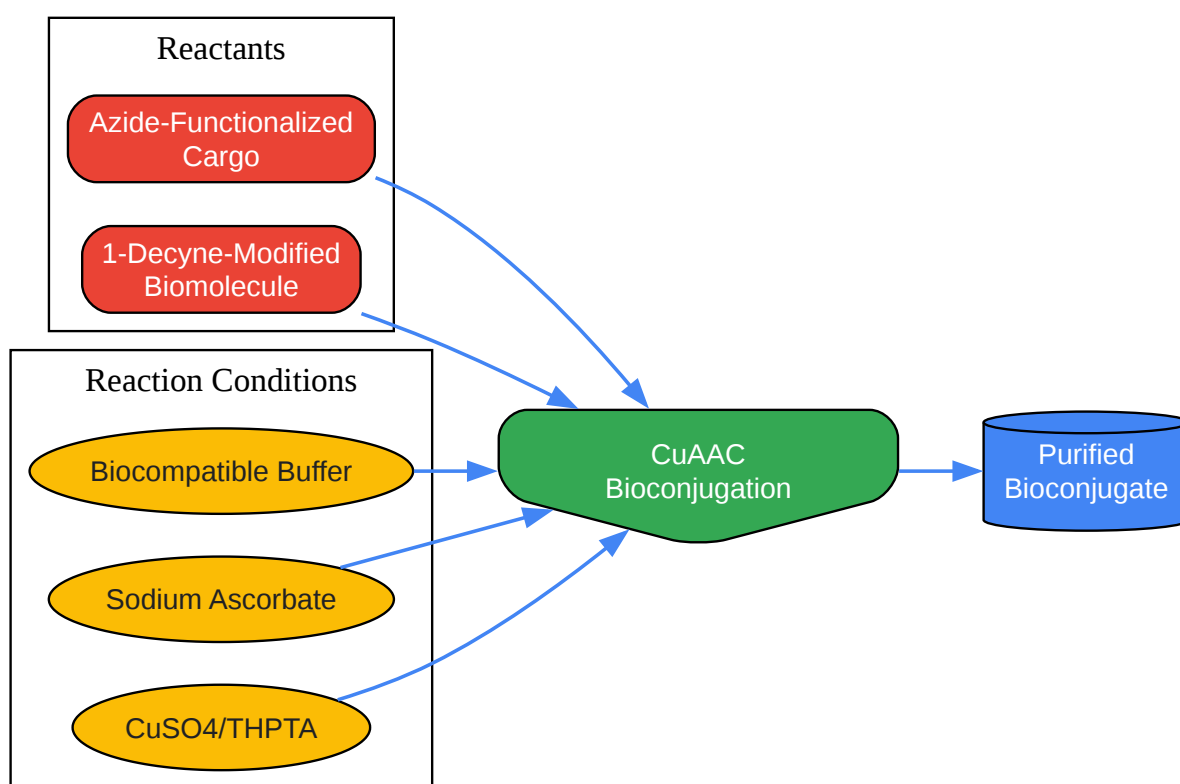 Reactants
Azide-Functionalized
Cargo
1-Decyne-Modified
Biomolecule
Reaction Conditions
Biocompatible Buffer
Sodium Ascorbate
CuSO4/THPTA
CuAAC
Bioconjugation
Purified
Bioconjugate